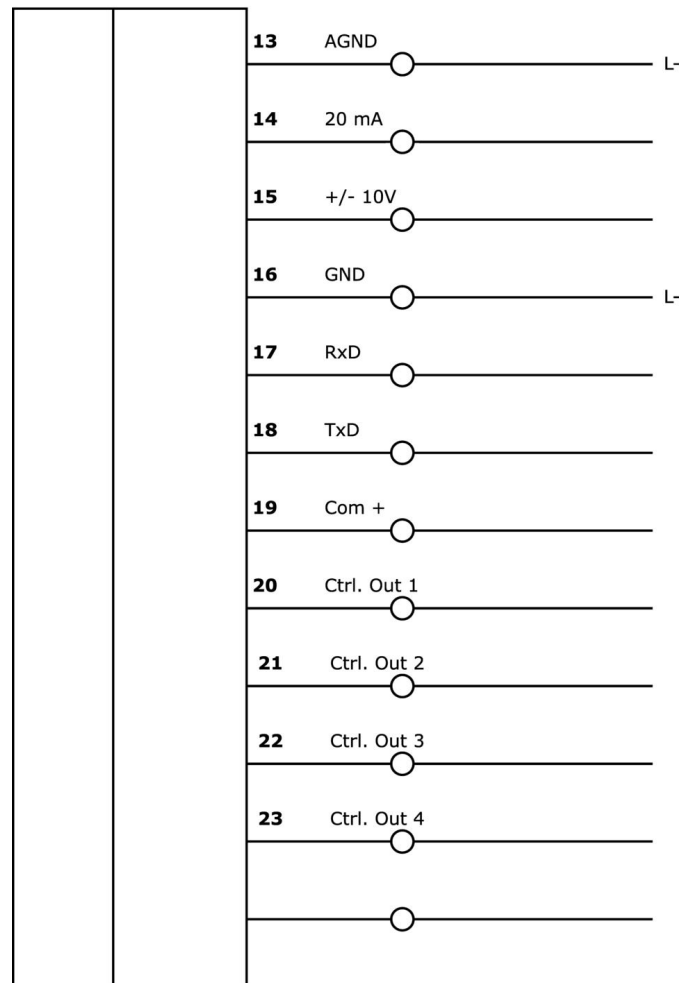 13 AGND
L-
14 20 mA
15 +/- 10V
16 GND
L-
17 RxD
18 TxD
19 Com +
20 Ctrl. Out 1
21 Ctrl. Out 2
22 Ctrl. Out 3
23 Ctrl. Out 4